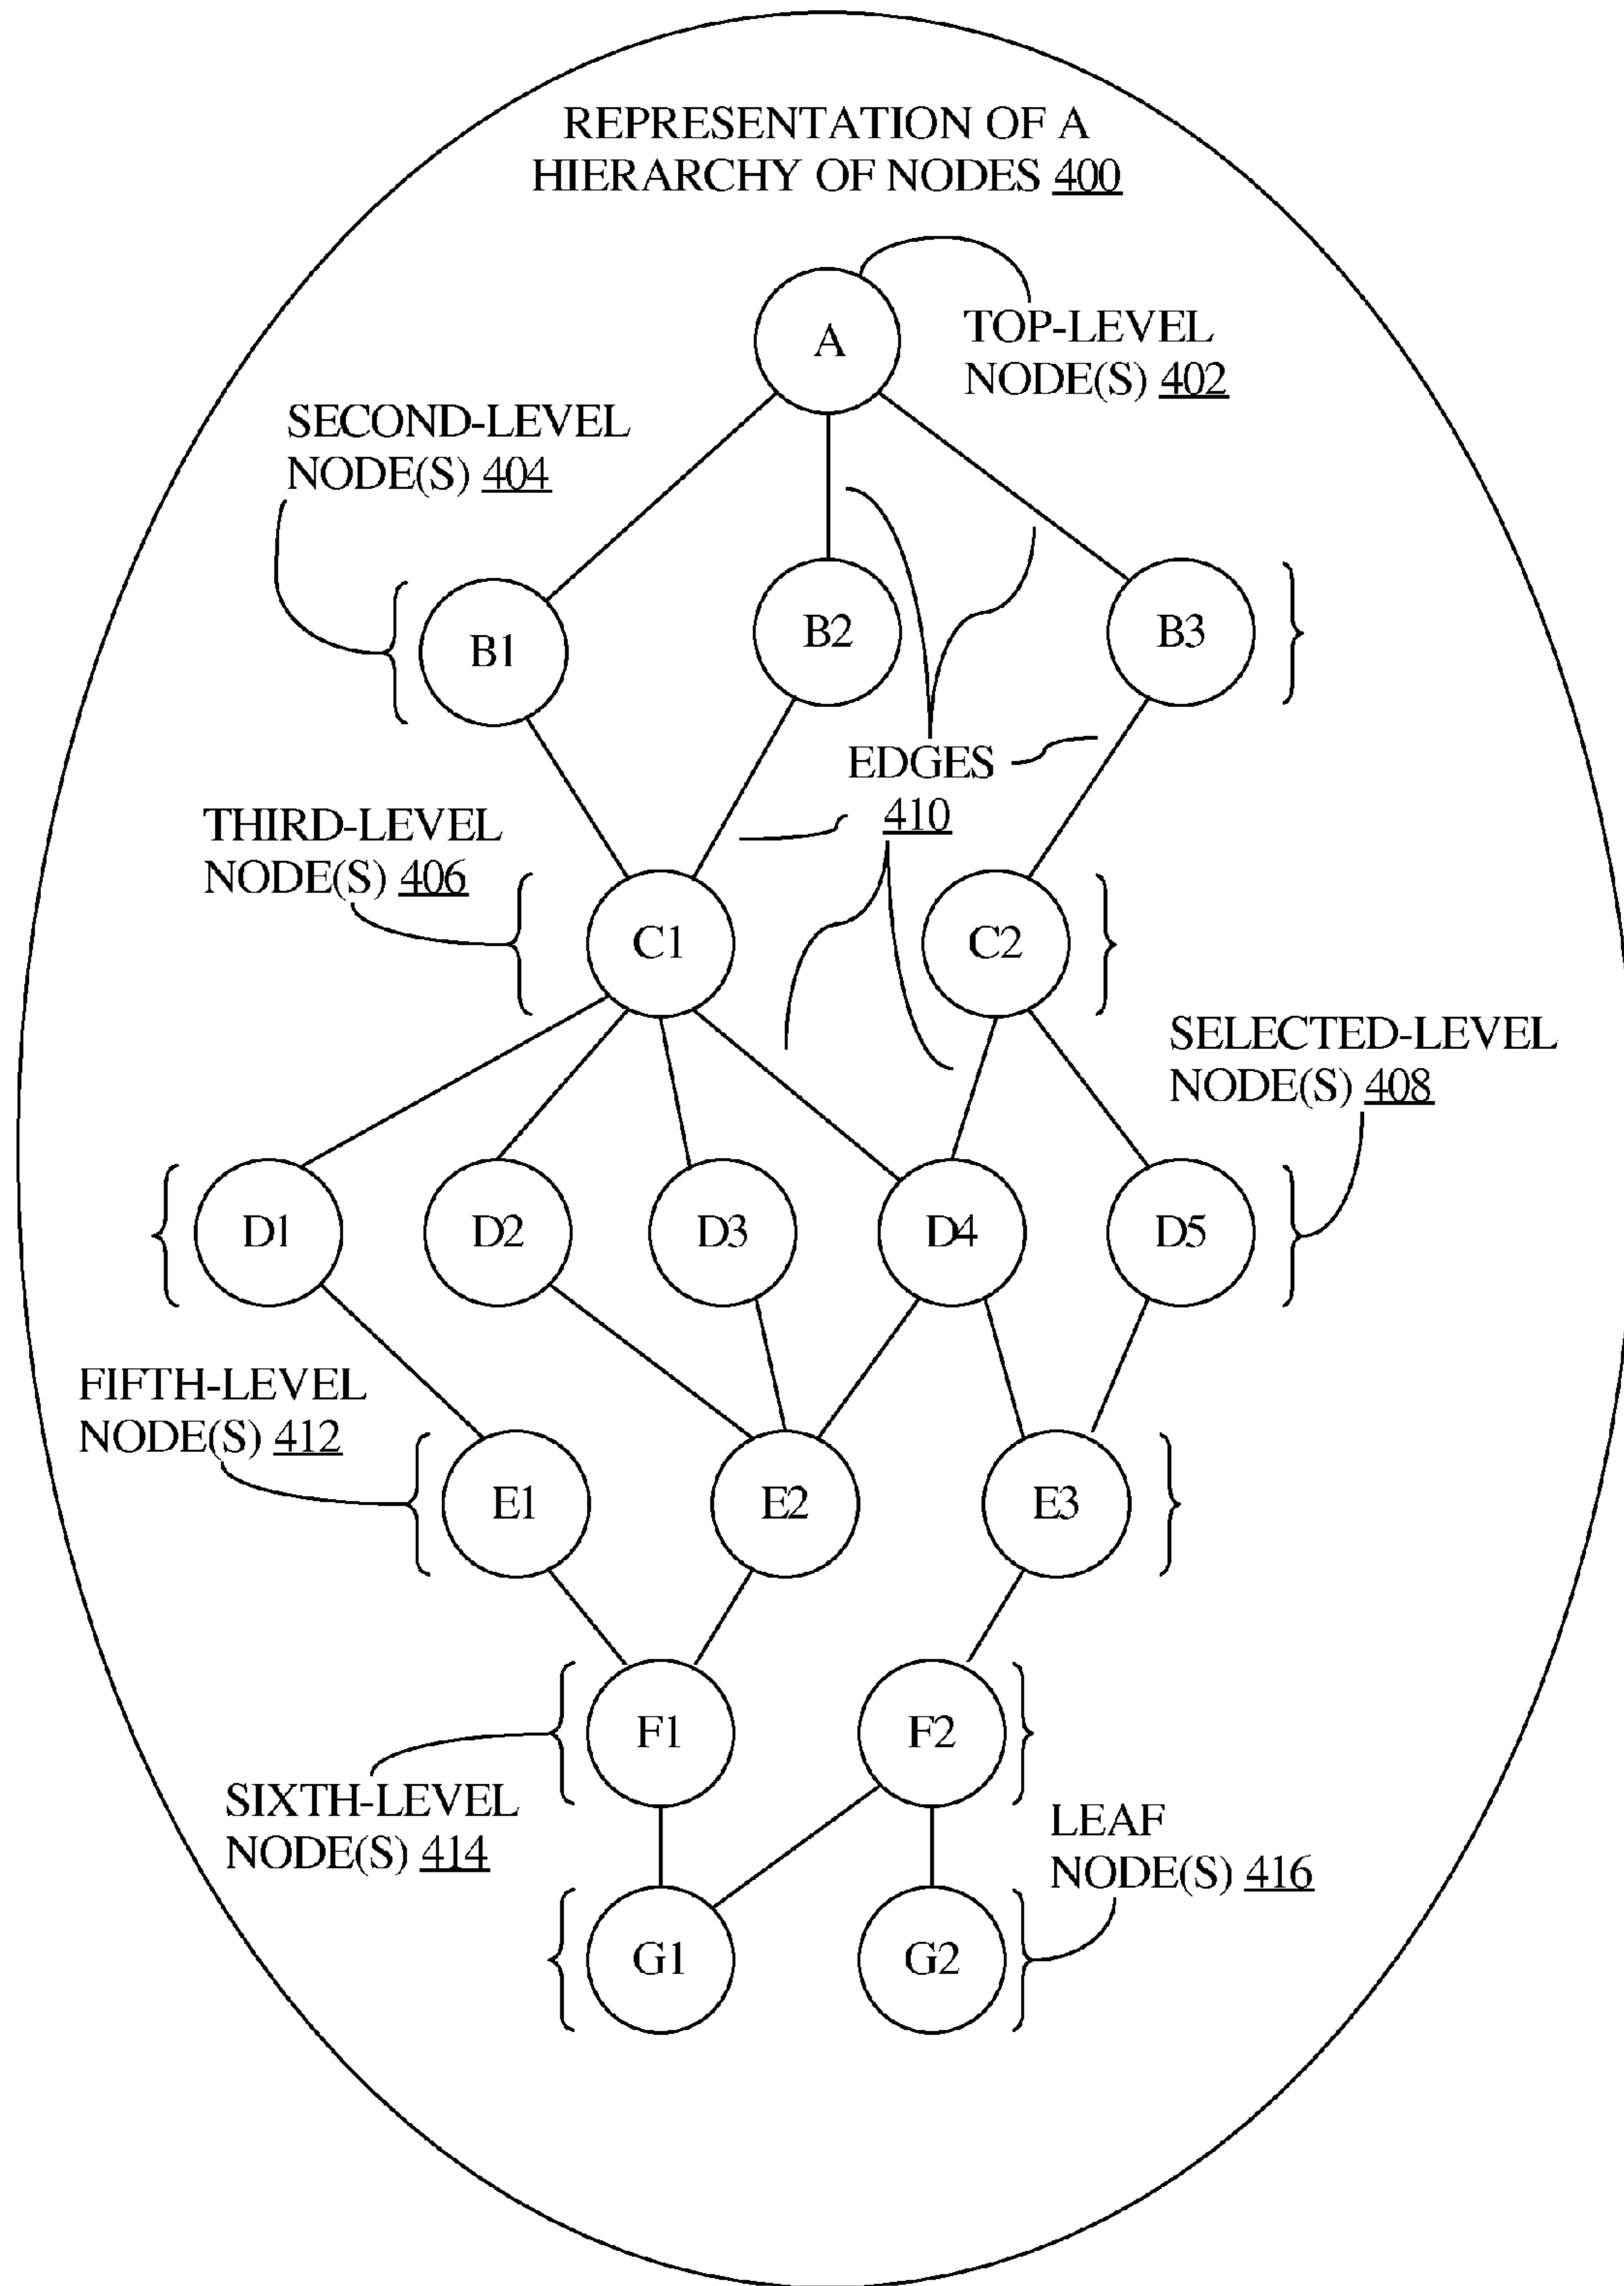 REPRESENTATION OF A
HIERARCHY OF NODES 400
A
TOP-LEVEL
NODE(S) 402
SECOND-LEVEL
NODE(S) 404
B1
B2
B3
EDGES
410
THIRD-LEVEL
NODE(S) 406
C1
C2
SELECTED-LEVEL
NODE(S) 408
D1
D2
D3
D4
D5
FIFTH-LEVEL
NODE(S) 412
E1
E2
E3
F1
F2
SIXTH-LEVEL
NODE(S) 414
LEAF
NODE(S) 416
G1
G2